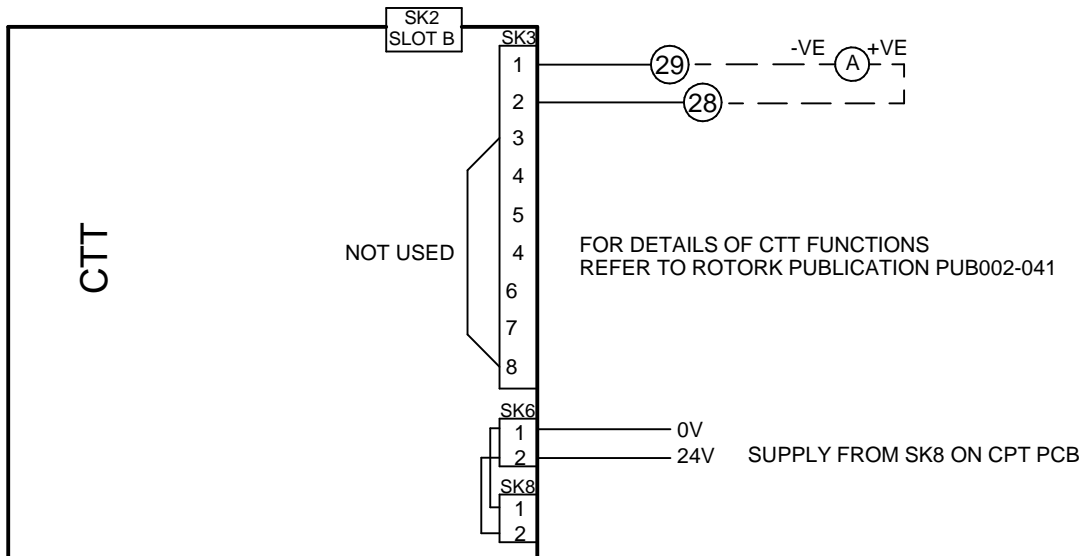 SK2
SLOT B
SK3
1
29
-VE
A
+VE
2
28
3
4
5
4
6
7
8
NOT USED
CTT
FOR DETAILS OF CTT FUNCTIONS
REFER TO ROTORK PUBLICATION PUB002-041
SK6
1
0V
2
24V
SUPPLY FROM SK8 ON CPT PCB
SK8
1
2